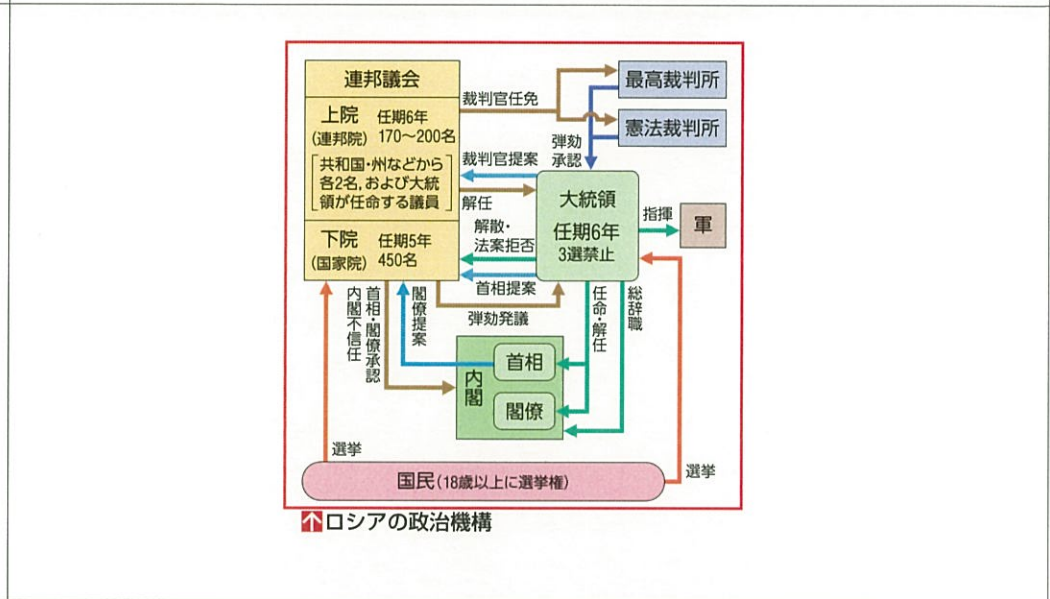 連邦議会
上院 任期6年
(連邦院) 170〜200名
共和国・州などから
各2名,および大統
領が任命する議員
下院 任期5年
(国家院) 450名
裁判官任免
最高裁判所
憲法裁判所
弾劾
承認
裁判官提案
解任
解散・
法案拒否
首相提案
弾劾発議
大統領
任期6年
3選禁止
指揮
軍
首相・閣僚承認
内閣不信任
閣僚提案
任命・解任
総辞職
内閣
首相
閣僚
選挙
選挙
国民(18歳以上に選挙権)
↑ロシアの政治機構